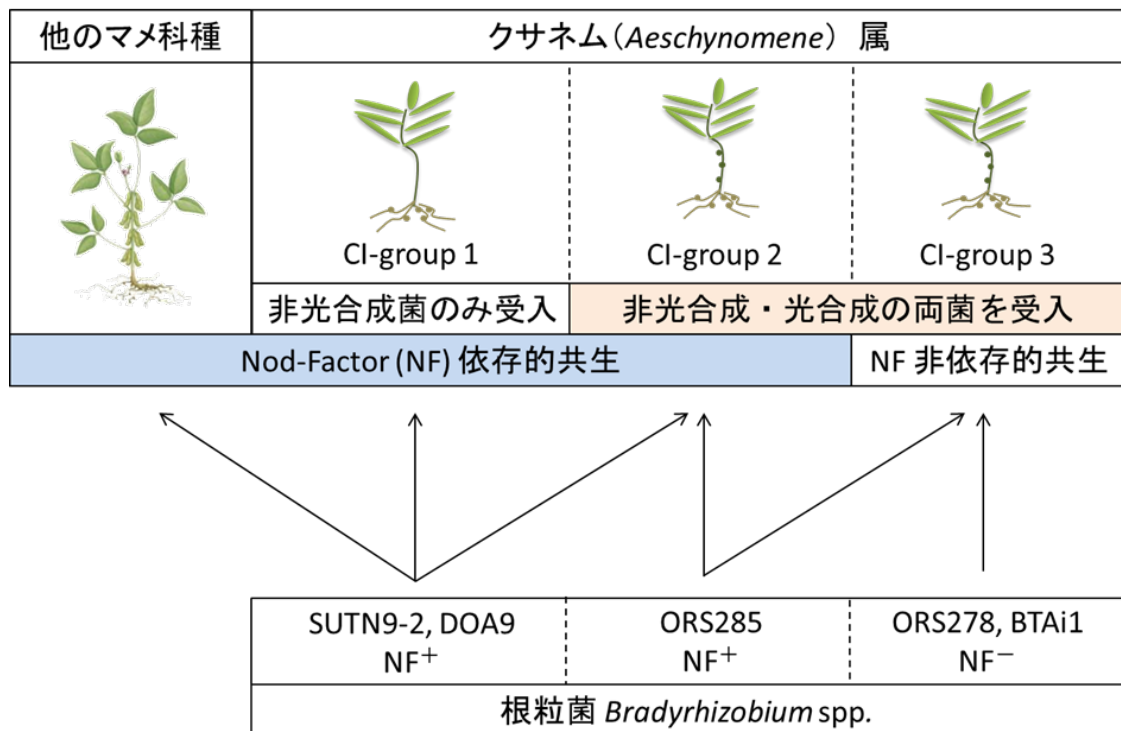 他のマメ科種
クサネム(Aeschynomene) 属
CI-group 1
CI-group 2
CI-group 3
非光合成菌のみ受入
非光合成・光合成の両菌を受入
Nod-Factor (NF) 依存的共生
NF 非依存的共生
SUTN9-2, DOA9
NF⁺
ORS285
NF⁺
ORS278, BTAi1
NF⁻
根粒菌 Bradyrhizobium spp.